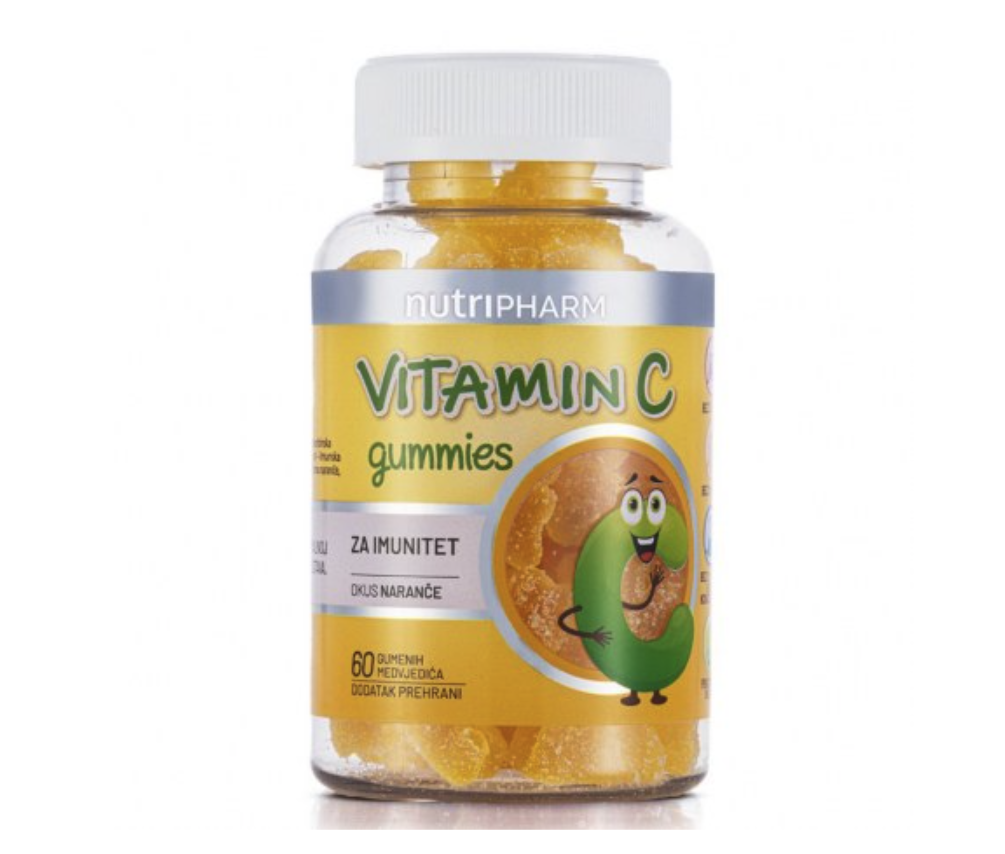 nutriPHARM
VITAMIN C
gummies
ZA IMUNITET
OKUS NARANČE
60 GUMENIH
MEDVJEDIĆA
DODATAK PREHRANI